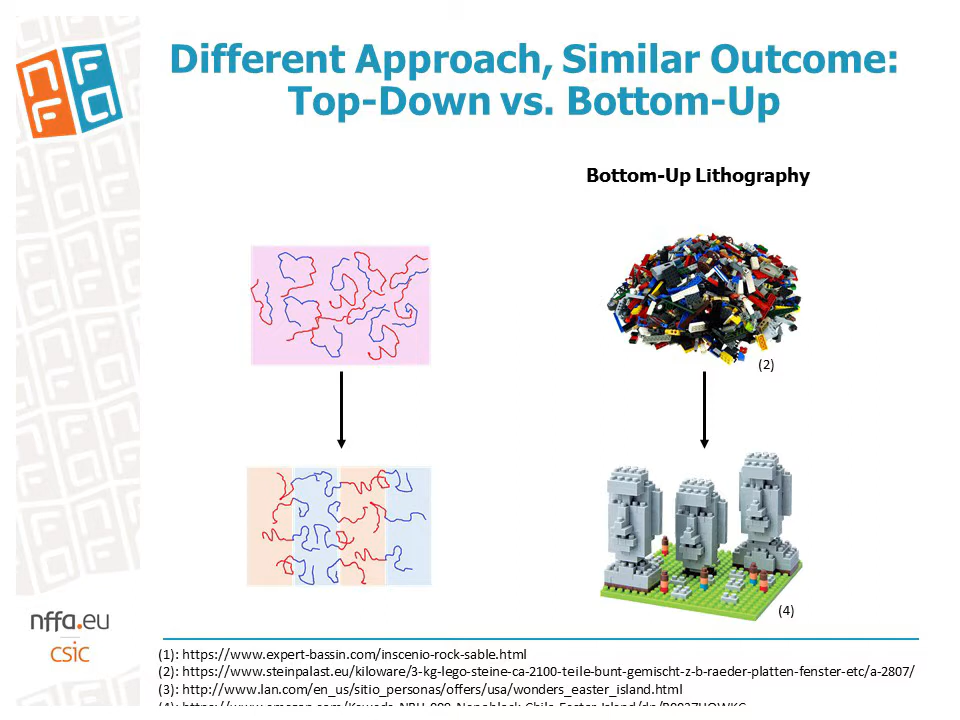 Different Approach, Similar Outcome:
Top-Down vs. Bottom-Up
Bottom-Up Lithography
(2)
(4)
nffa.eu
CSIC
(1): https://www.expert-bassin.com/inscenio-rock-sable.html
(2): https://www.steinpalast.eu/kiloware/3-kg-lego-steine-ca-2100-teile-bunt-gemischt-z-b-raeder-platten-fenster-etc/a-2807/
(3): http://www.lan.com/en_us/sitio_personas/offers/usa/wonders_easter_island.html